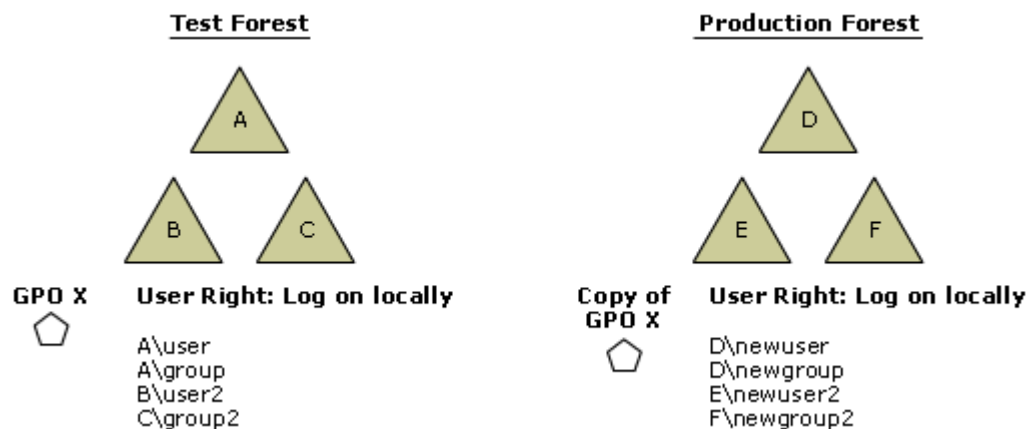 Test Forest
A
B
C
GPO X
User Right: Log on locally
A\user
A\group
B\user2
C\group2
Production Forest
D
E
F
Copy of
GPO X
User Right: Log on locally
D\newuser
D\newgroup
E\newuser2
F\newgroup2